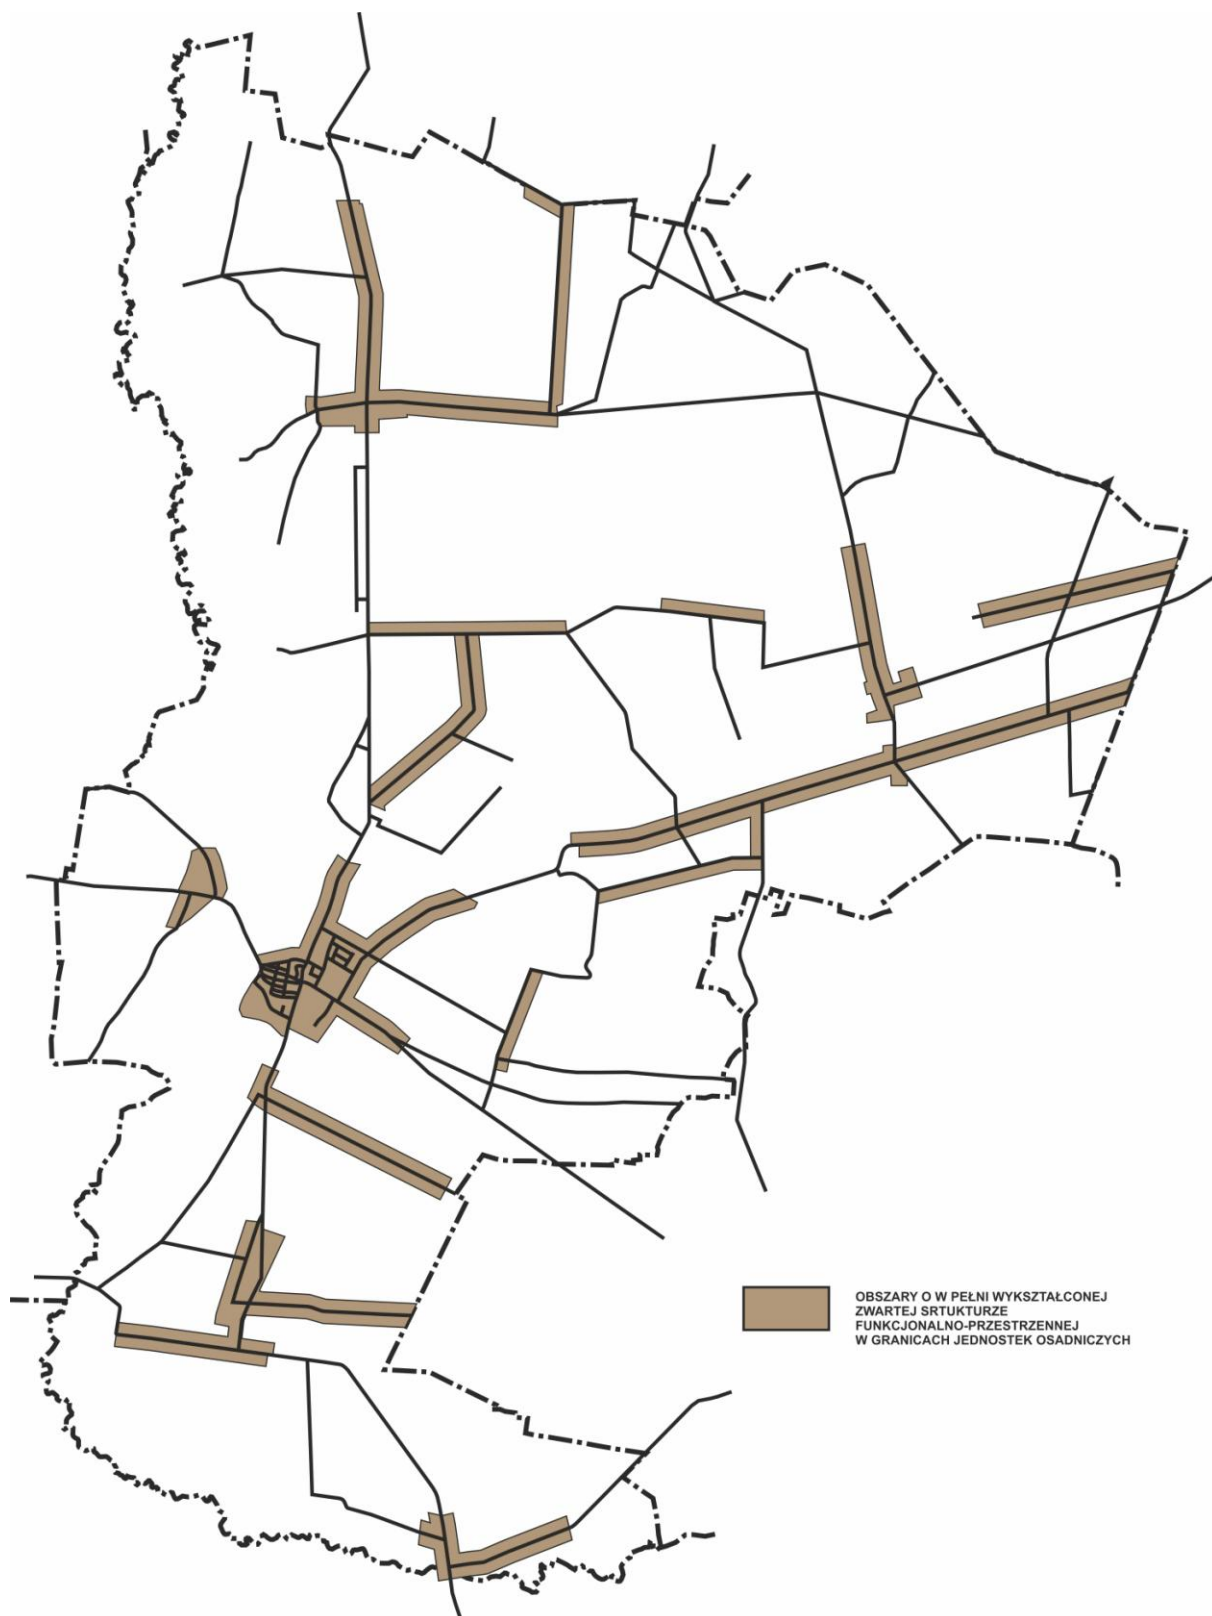 OBSZARY O W PEŁNI WYKSZTAŁCONEJ
ZWARTEJ SRTUKTURZE
FUNKCJONALNO-PRZESTRZENNEJ
W GRANICACH JEDNOSTEK OSADNICZYCH